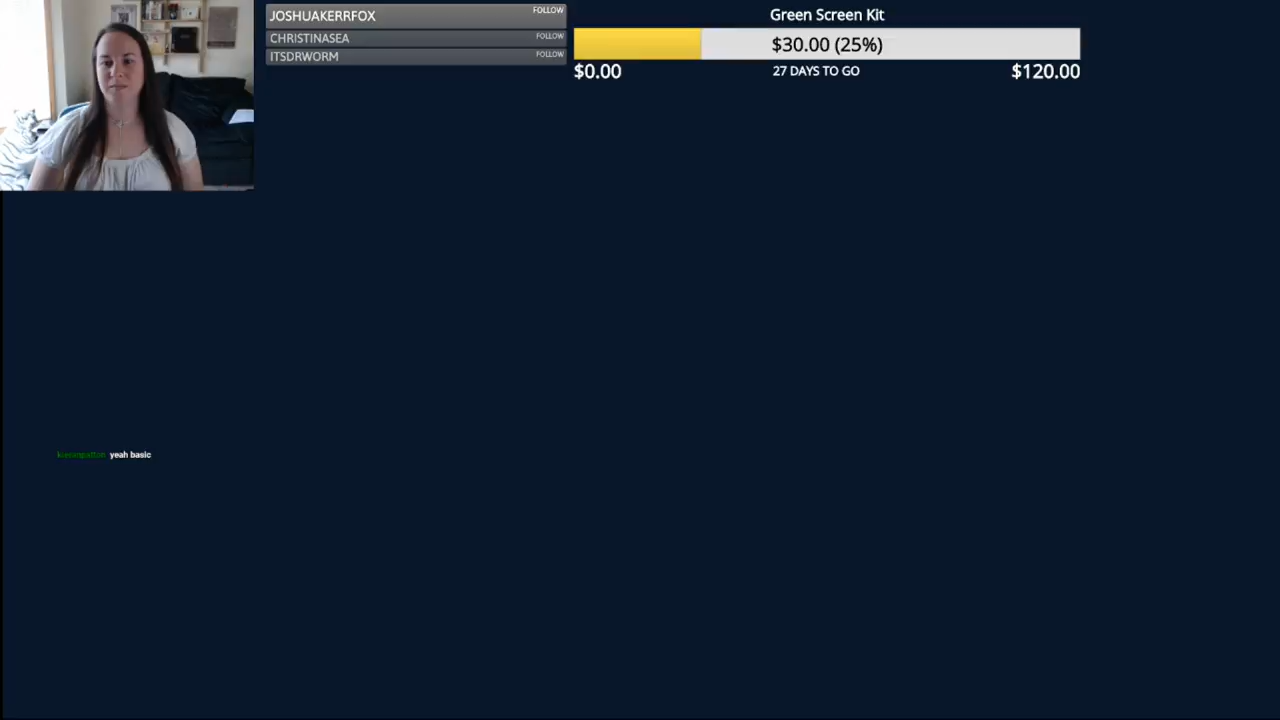 JOSHUAKERRFOX FOLLOW
CHRISTINASEA FOLLOW
ITSDRWORM FOLLOW
Green Screen Kit
$30.00 (25%)
$0.00 27 DAYS TO GO $120.00
kieranpatton yeah basic